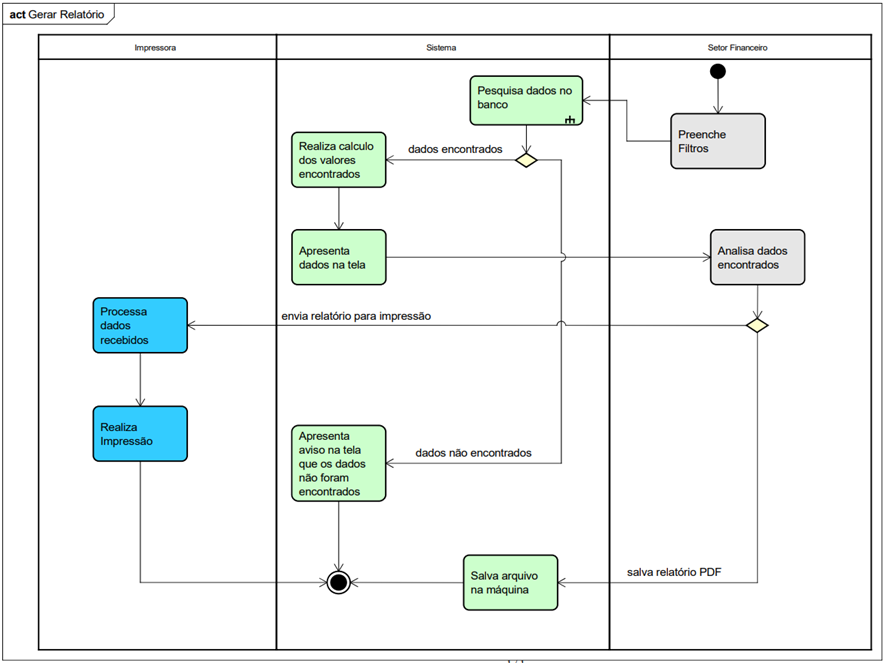 act Gerar Relatório
Impressora
Sistema
Setor Financeiro
Pesquisa dados no
banco
Preenche
Filtros
Realiza calculo
dos valores
encontrados
dados encontrados
Apresenta
dados na tela
Analisa dados
encontrados
Processa
dados
recebidos
envia relatório para impressão
Realiza
Impressão
Apresenta
aviso na tela
que os dados
não foram
encontrados
dados não encontrados
Salva arquivo
na máquina
salva relatório PDF